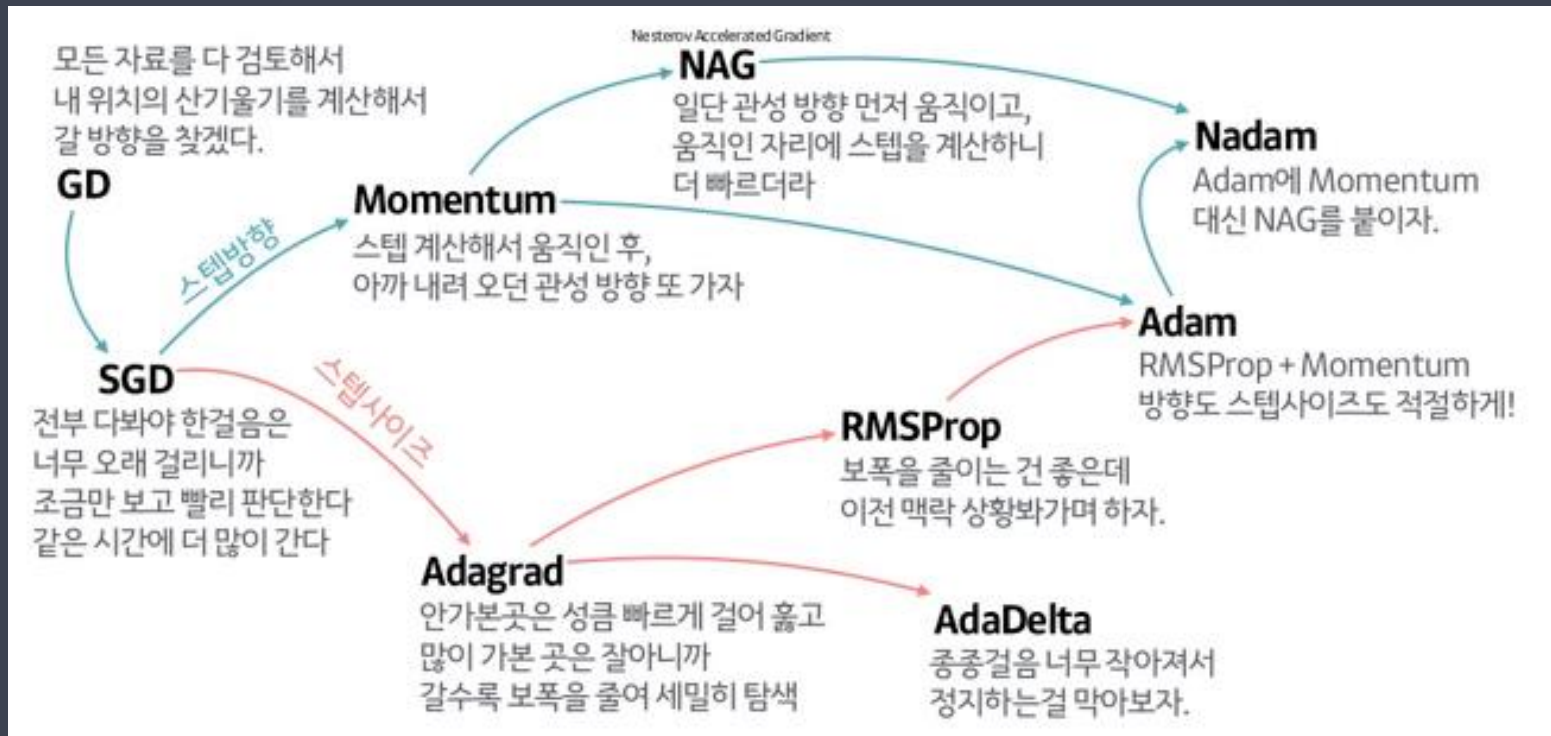 모든 자료를 다 검토해서
내 위치의 산기울기를 계산해서
갈 방향을 찾겠다.
GD
스텝방향
SGD
전부 다봐야 한걸음은
너무 오래 걸리니까
조금만 보고 빨리 판단한다
같은 시간에 더 많이 간다
Momentum
스텝 계산해서 움직인 후,
아까 내려 오던 관성 방향 또 가자
Nesterov Accelerated Gradient
NAG
일단 관성 방향 먼저 움직이고,
움직인 자리에 스텝을 계산하니
더 빠르더라
Nadam
Adam에 Momentum
대신 NAG를 붙이자.
Adam
RMSProp + Momentum
방향도 스텝사이즈도 적절하게!
스텝사이즈
RMSProp
보폭을 줄이는 건 좋은데
이전 맥락 상황봐가며 하자.
Adagrad
안가본곳은 성큼 빠르게 걸어 훓고
많이 가본 곳은 잘아니까
갈수록 보폭을 줄여 세밀히 탐색
AdaDelta
종종걸음 너무 작아져서
정지하는걸 막아보자.